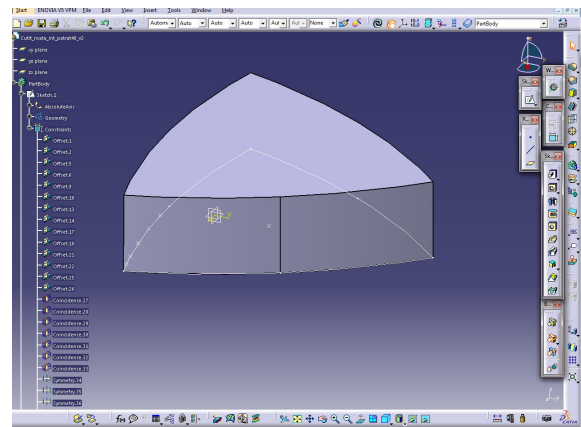 Start ENOVIA V5 VPM File Edit View Insert Tools Window Help
Autom Auto Auto Auto Aut Aut None PartBody
Cutit_roata_int_patrat48_v2
xy plane
yz plane
zx plane
PartBody
Sketch.1
AbsoluteAxis
Geometry
Constraints
Offset.1
Offset.2
Offset.5
Offset.6
Offset.9
Offset.10
Offset.13
Offset.14
Offset.17
Offset.18
Offset.21
Offset.22
Offset.25
Offset.26
Coincidence.27
Coincidence.28
Coincidence.29
Coincidence.30
Coincidence.31
Coincidence.32
Coincidence.33
Symmetry.34
Symmetry.35
Symmetry.36
CATIA